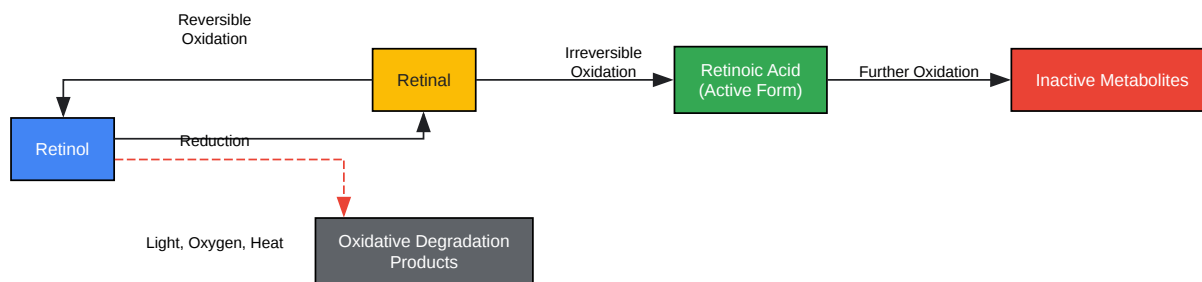 Reversible
Oxidation
Retinal
Irreversible
Oxidation
Retinoic Acid
(Active Form)
Further Oxidation
Inactive Metabolites
Retinol
Reduction
Light, Oxygen, Heat
Oxidative Degradation
Products